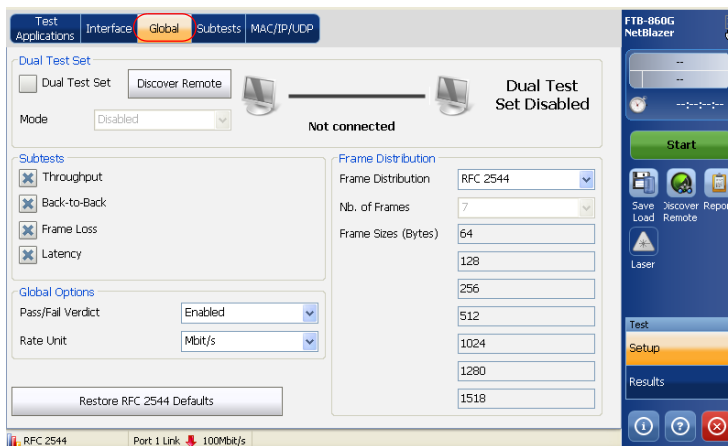 Test Applications
Interface
Global
Subtests
MAC/IP/UDP
FTB-860G
NetBlazer
Dual Test Set
Dual Test Set
Discover Remote
Dual Test
Set Disabled
Mode
Disabled
Not connected
--
--
--:--:--:--
Start
Subtests
Throughput
Back-to-Back
Frame Loss
Latency
Frame Distribution
Frame Distribution
RFC 2544
Nb. of Frames
7
Frame Sizes (Bytes)
64
128
256
512
1024
1280
1518
Save
Load
Discover
Remote
Repor
Laser
Global Options
Pass/Fail Verdict
Enabled
Rate Unit
Mbit/s
Restore RFC 2544 Defaults
Test
Setup
Results
RFC 2544
Port 1 Link
100Mbit/s